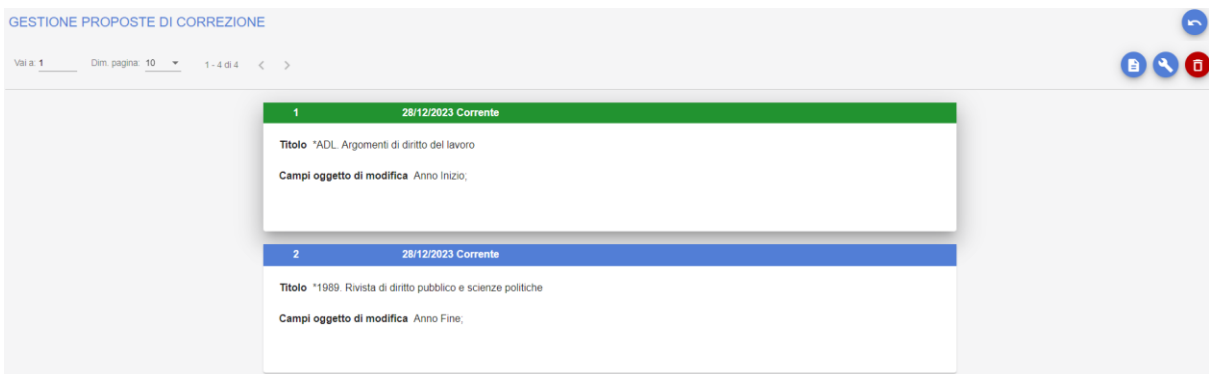 GESTIONE PROPOSTE DI CORREZIONE
Vai a: 1 Dim. pagina: 10 1 - 4 di 4
1 28/12/2023 Corrente
Titolo *ADL. Argomenti di diritto del lavoro
Campi oggetto di modifica Anno Inizio;
2 28/12/2023 Corrente
Titolo *1989. Rivista di diritto pubblico e scienze politiche
Campi oggetto di modifica Anno Fine;